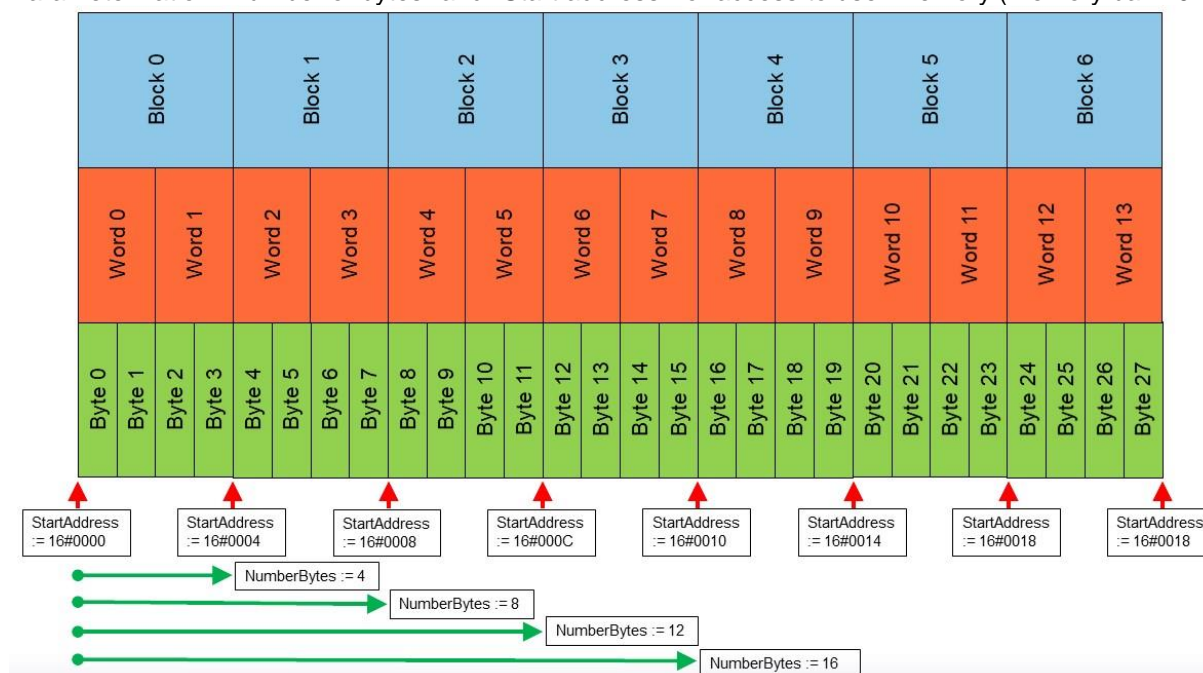 Block 0
Block 1
Block 2
Block 3
Block 4
Block 5
Block 6
Word 0
Word 1
Word 2
Word 3
Word 4
Word 5
Word 6
Word 7
Word 8
Word 9
Word 10
Word 11
Word 12
Word 13
Byte 0
Byte 1
Byte 2
Byte 3
Byte 4
Byte 5
Byte 6
Byte 7
Byte 8
Byte 9
Byte 10
Byte 11
Byte 12
Byte 13
Byte 14
Byte 15
Byte 16
Byte 17
Byte 18
Byte 19
Byte 20
Byte 21
Byte 22
Byte 23
Byte 24
Byte 25
Byte 26
Byte 27
StartAddress
:= 16#0000
StartAddress
:= 16#0004
StartAddress
:= 16#0008
StartAddress
:= 16#000C
StartAddress
:= 16#0010
StartAddress
:= 16#0014
StartAddress
:= 16#0018
StartAddress
:= 16#0018
NumberBytes := 4
NumberBytes := 8
NumberBytes := 12
NumberBytes := 16